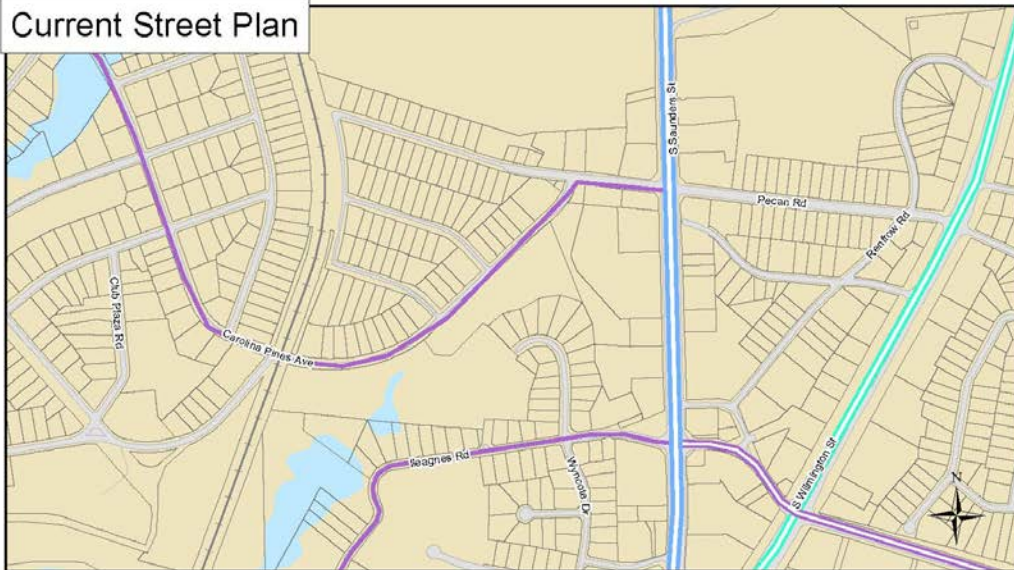 Current Street Plan
S Saunders St
Pecan Rd
Renfrow Rd
Club Plaza Rd
Carolina Pines Ave
Ileagnes Rd
Wyncote Dr
S Wilmington St
N